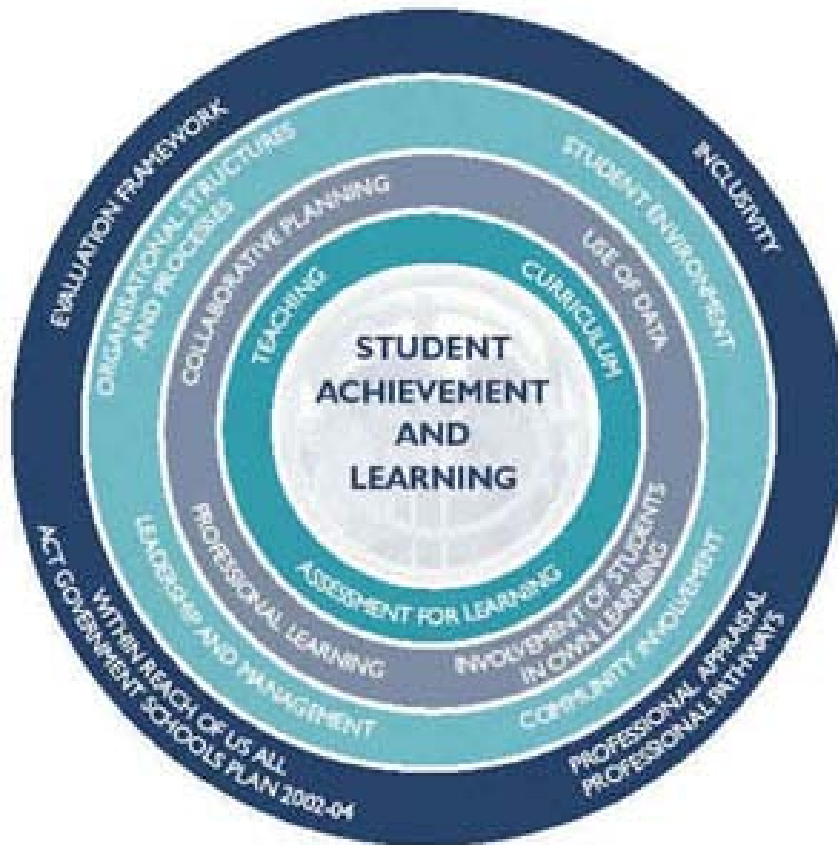 EVALUATION FRAMEWORK
INCLUSIVITY
ORGANISATIONAL STRUCTURES
AND PROCESSES
STUDENT ENVIRONMENT
COLLABORATIVE PLANNING
USE OF DATA
TEACHING
CURRICULUM
STUDENT
ACHIEVEMENT
AND
LEARNING
ASSESSMENT FOR LEARNING
PROFESSIONAL LEARNING
INVOLVEMENT OF STUDENTS
IN OWN LEARNING
LEADERSHIP AND MANAGEMENT
COMMUNITY INVOLVEMENT
WITHIN REACH OF US ALL
ACT GOVERNMENT SCHOOLS PLAN 2002-04
PROFESSIONAL APPRAISAL
PROFESSIONAL PATHWAYS